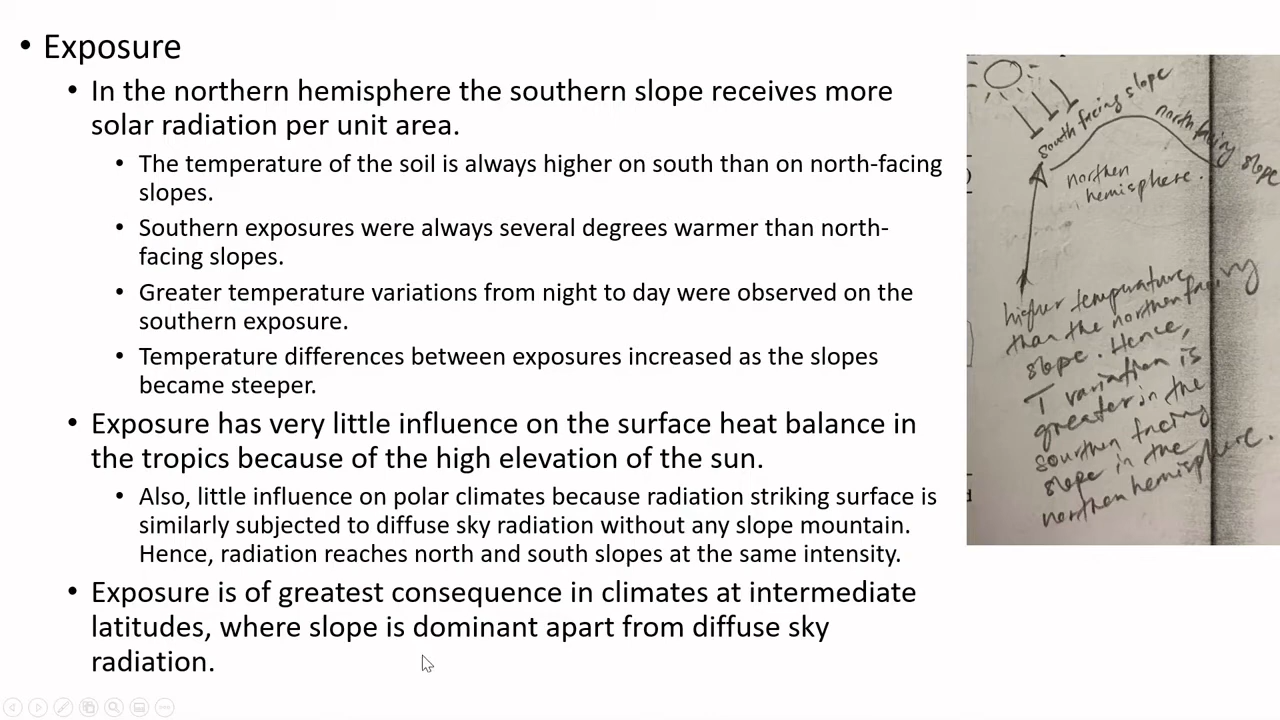 • Exposure
• In the northern hemisphere the southern slope receives more
solar radiation per unit area.
• The temperature of the soil is always higher on south than on north-facing
slopes.
• Southern exposures were always several degrees warmer than north-
facing slopes.
• Greater temperature variations from night to day were observed on the
southern exposure.
• Temperature differences between exposures increased as the slopes
became steeper.
• Exposure has very little influence on the surface heat balance in
the tropics because of the high elevation of the sun.
• Also, little influence on polar climates because radiation striking surface is
similarly subjected to diffuse sky radiation without any slope mountain.
Hence, radiation reaches north and south slopes at the same intensity.
• Exposure is of greatest consequence in climates at intermediate
latitudes, where slope is dominant apart from diffuse sky
radiation.
south facing slope
north facing slope
northen
hemisphere.
higher temperature
than the northen facing
slope. Hence,
T variation is
greater in the
sourthen facing
slope in the
northen hemisphere.